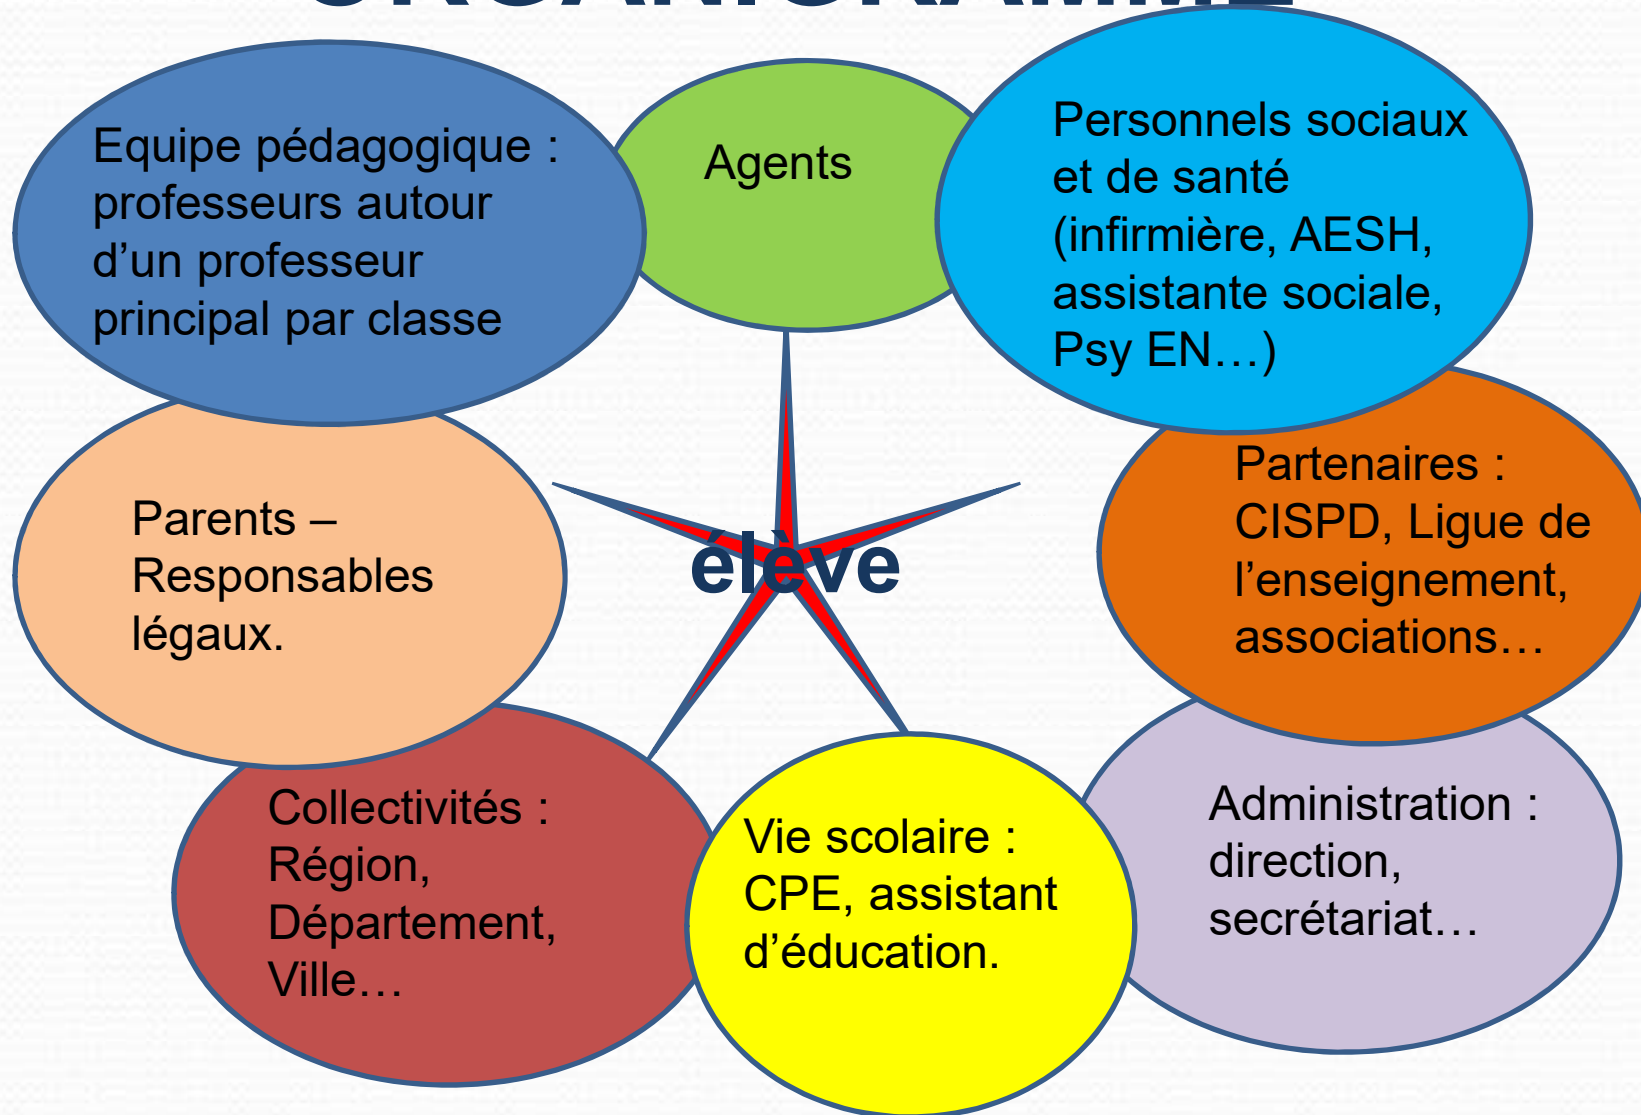 ORGANIGRAMME
Equipe pédagogique :
professeurs autour
d’un professeur
principal par classe
Agents
Personnels sociaux
et de santé
(infirmière, AESH,
assistante sociale,
Psy EN…)
Parents –
Responsables
légaux.
élève
Partenaires :
CISPD, Ligue de
l’enseignement,
associations…
Collectivités :
Région,
Département,
Ville…
Vie scolaire :
CPE, assistant
d’éducation.
Administration :
direction,
secrétariat…